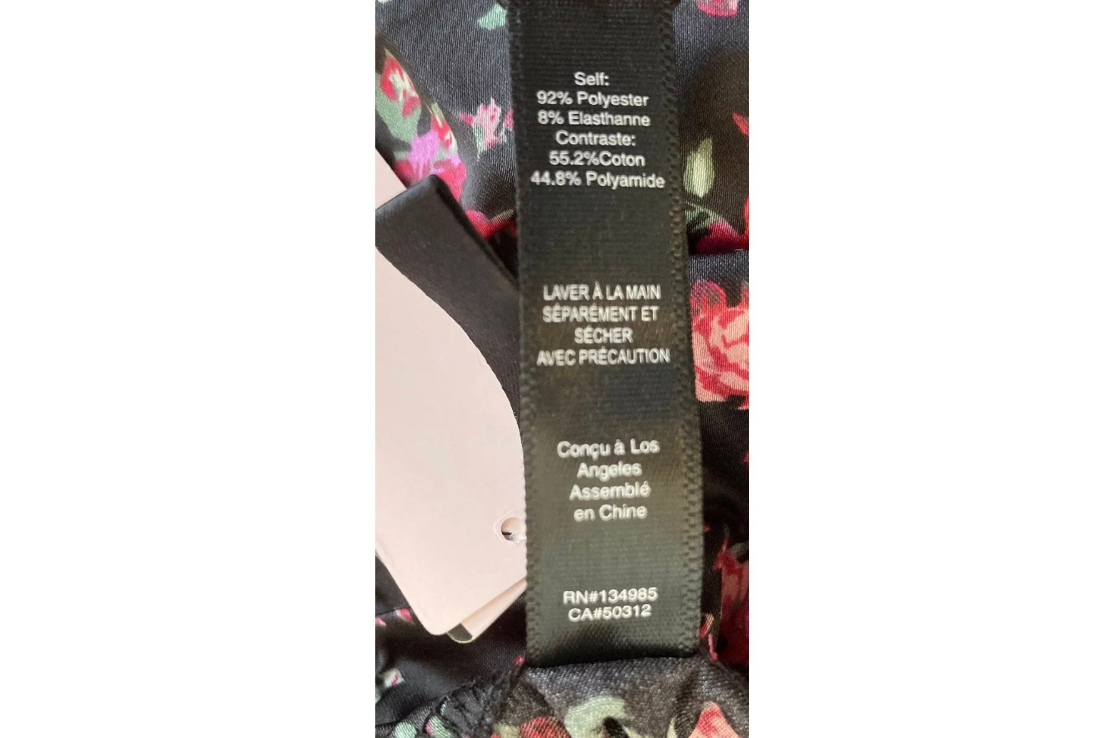 Self:
92% Polyester
8% Elasthanne
Contraste:
55.2%Coton
44.8% Polyamide
LAVER À LA MAIN
SÉPARÉMENT ET
SÉCHER
AVEC PRÉCAUTION
Conçu à Los
Angeles
Assemblé
en Chine
RN#134985
CA#50312